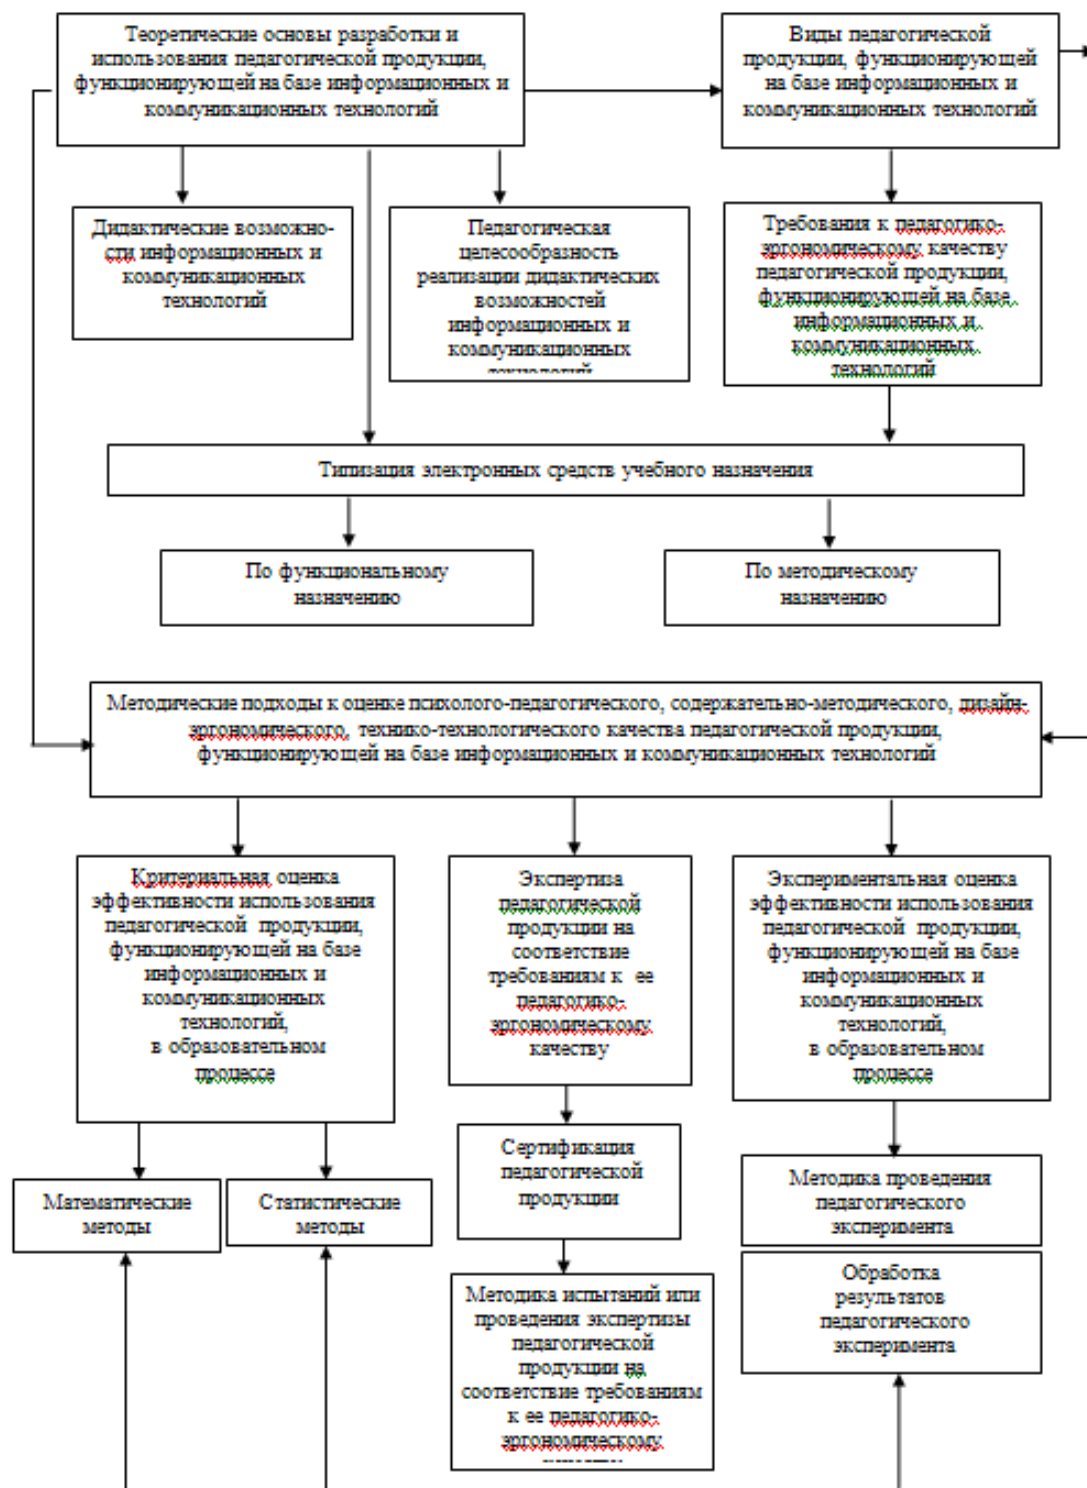 Теоретические основы разработки и
использования педагогической продукции,
функционирующей на базе информационных и
коммуникационных технологий
Виды педагогической
продукции, функционирующей
на базе информационных и
коммуникационных технологий
Дидактические возможно-
сти информационных и
коммуникационных
технологий
Педагогическая
целесообразность
реализации дидактических
возможностей
информационных и
коммуникационных
технологий
Требования к педагогико-
эргономическому качеству
педагогической продукции,
функционирующей на базе
информационных и
коммуникационных
технологий
Типизация электронных средств учебного назначения
По функциональному
назначению
По методическому
назначению
Методические подходы к оценке психолого-педагогического, содержательно-методического, дизайн-
эргономического, технико-технологического качества педагогической продукции,
функционирующей на базе информационных и коммуникационных технологий
Критериальная оценка
эффективности использования
педагогической продукции,
функционирующей на базе
информационных и
коммуникационных
технологий,
в образовательном
процессе
Экспертиза
педагогической
продукции на
соответствие
требованиям к ее
педагогико-
эргономическому
качеству
Экспериментальная оценка
эффективности использования
педагогической продукции,
функционирующей на базе
информационных и
коммуникационных
технологий,
в образовательном
процессе
Математические
методы
Статистические
методы
Сертификация
педагогической
продукции
Методика проведения
педагогического
эксперимента
Методика испытаний или
проведения экспертизы
педагогической
продукции на
соответствие требованиям
к ее педагогико-
эргономическому
Обработка
результатов
педагогического
эксперимента